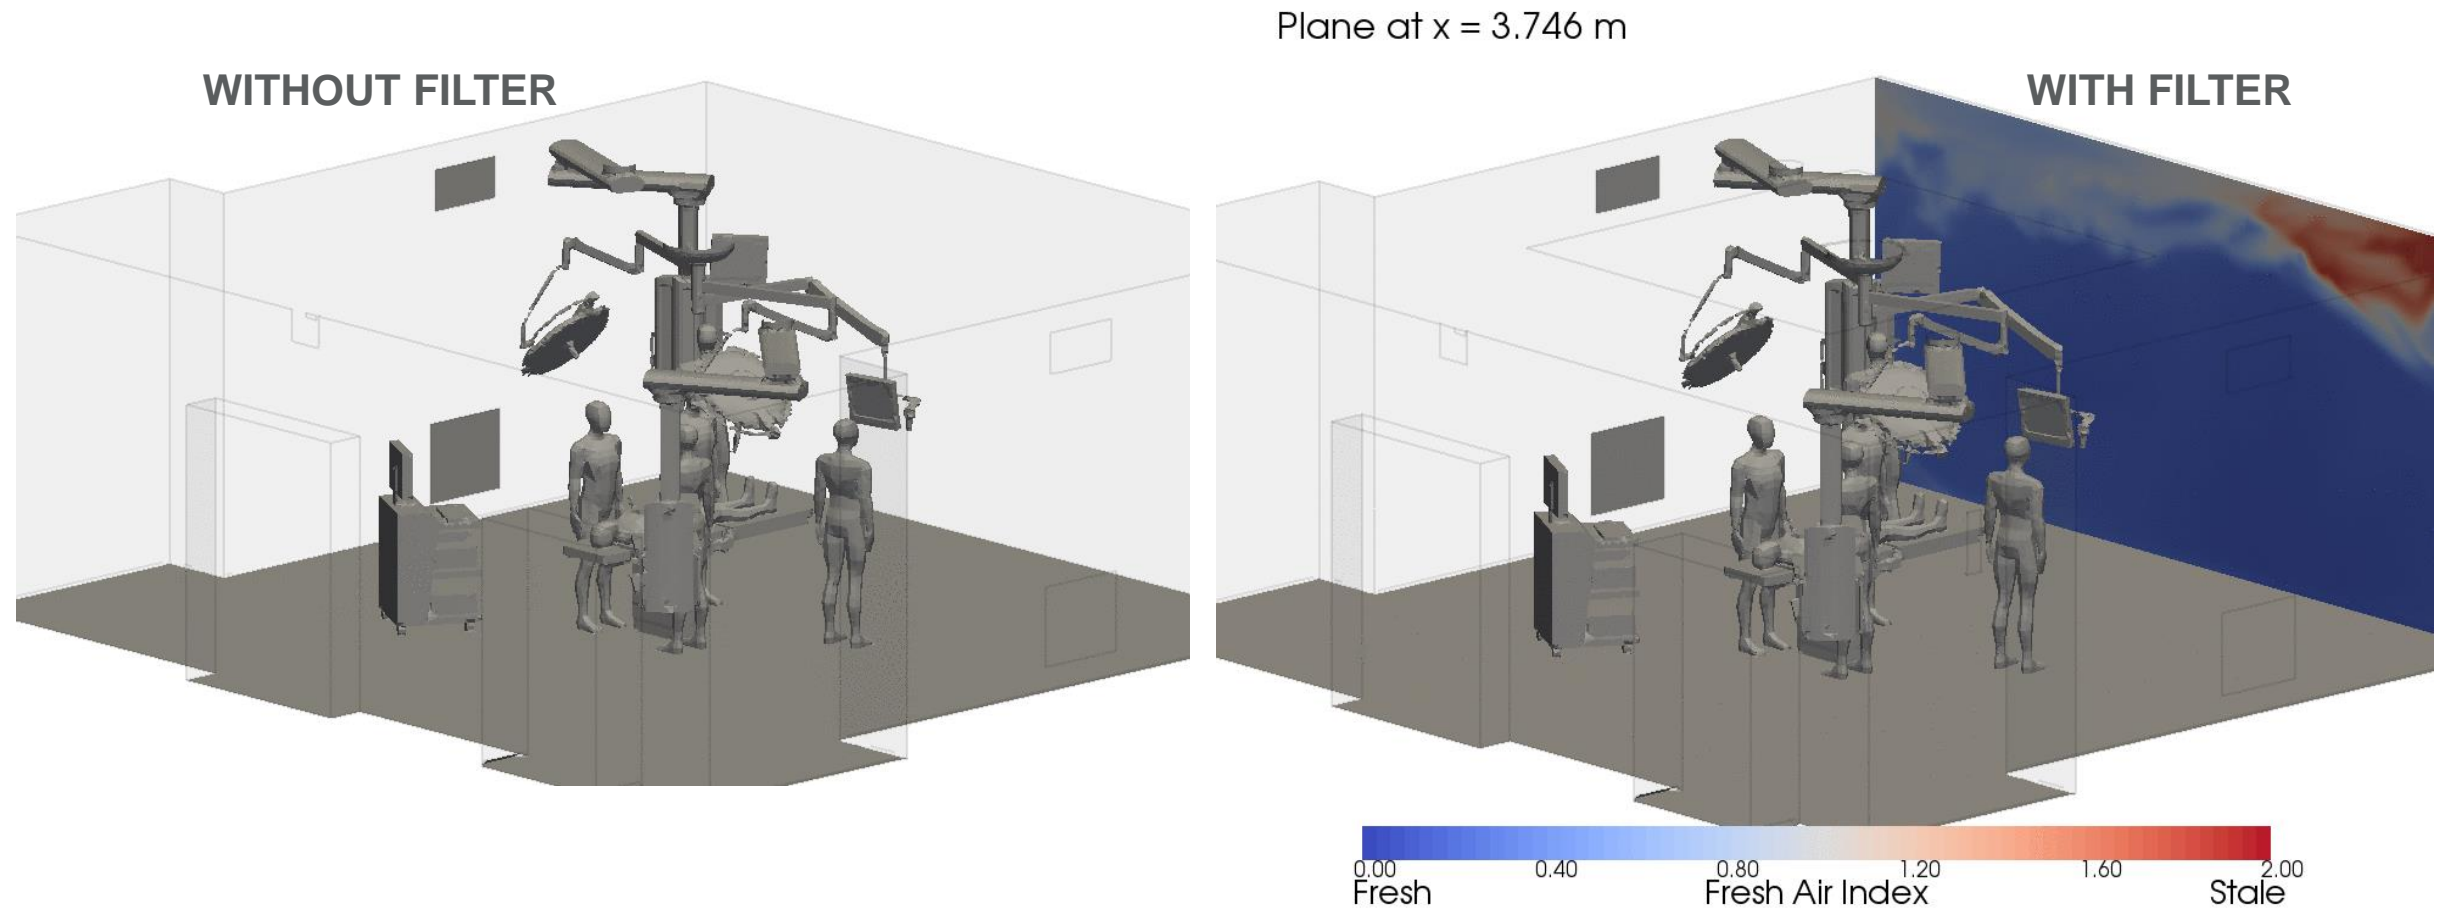 Plane at x = 3.746 m
WITHOUT FILTER
WITH FILTER
0.00 0.40 0.80 1.20 1.60 2.00
Fresh Fresh Air Index Stale